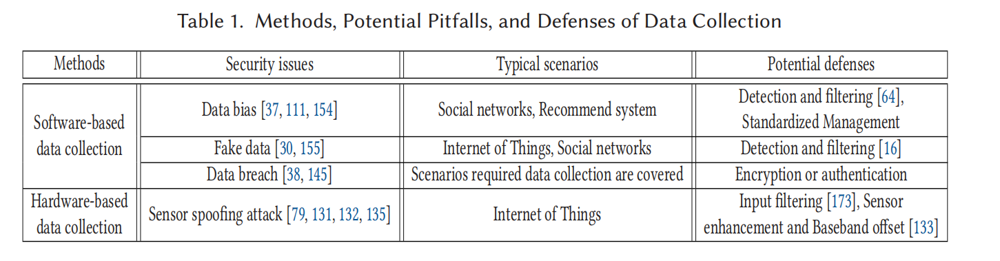 Table 1. Methods, Potential Pitfalls, and Defenses of Data Collection
Methods Security issues Typical scenarios Potential defenses
Software-based
data collection
Data bias [37, 111, 154] Social networks, Recommend system Detection and filtering [64],
Standardized Management
Fake data [30, 155] Internet of Things, Social networks Detection and filtering [16]
Data breach [38, 145] Scenarios required data collection are covered Encryption or authentication
Hardware-based
data collection
Sensor spoofing attack [79, 131, 132, 135] Internet of Things Input filtering [173], Sensor
enhancement and Baseband offset [133]